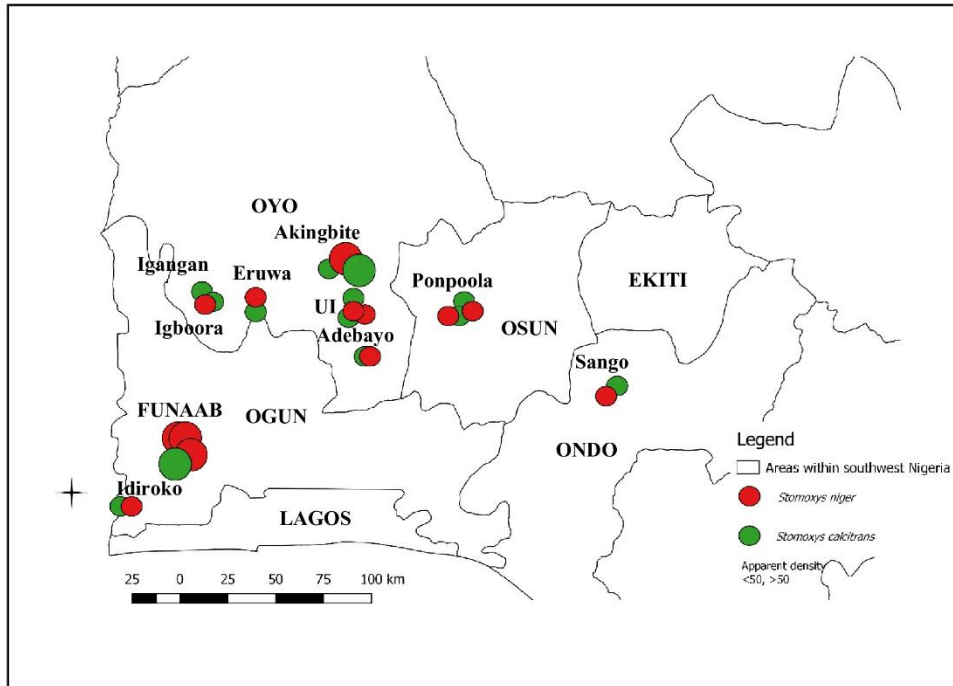 OYO
Akingbite
Igangan
Eruwa
Ponpoola
EKITI
UI
Igboora
OSUN
Adebayo
Sango
FUNAAB
OGUN
ONDO
Legend
Areas within southwest Nigeria
Idiroko
Stomoxys niger
LAGOS
Stomoxys calcitrans
Apparent density
<50, >50
25 0 25 50 75 100 km